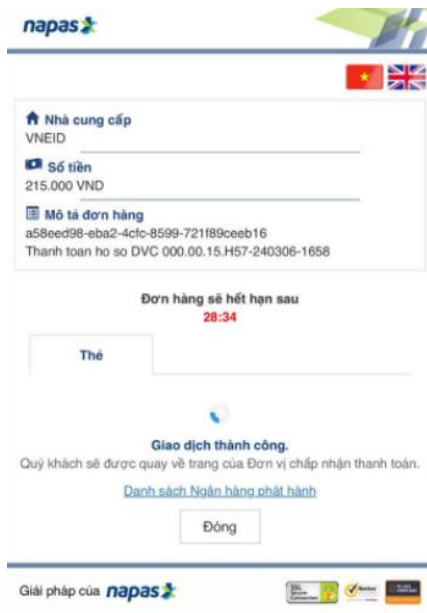 napas
Nhà cung cấp
VNEID
Số tiền
215.000 VND
Mô tả đơn hàng
a58eed98-eba2-4cfc-8599-721f89ceeb16
Thanh toan ho so DVC 000.00.15.H57-240306-1658
Đơn hàng sẽ hết hạn sau
28:34
Thẻ
Giao dịch thành công.
Quý khách sẽ được quay về trang của Đơn vị chấp nhận thanh toán.
Danh sách Ngân hàng phát hành
Đóng
Giải pháp của napas